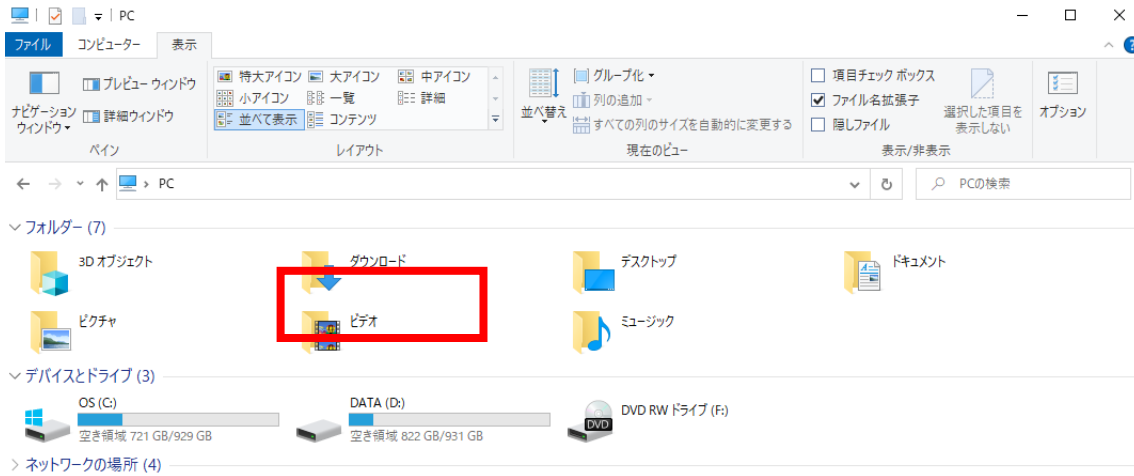 PC
ファイル コンピューター 表示
ナビゲーション ウィンドウ
プレビュー ウィンドウ
詳細ウィンドウ
ペイン
特大アイコン 大アイコン 中アイコン
小アイコン 一覧 詳細
並べて表示 コンテンツ
レイアウト
並べ替え
グループ化
列の追加
すべての列のサイズを自動的に変更する
現在のビュー
項目チェック ボックス
ファイル名拡張子
隠しファイル
選択した項目を
表示しない
表示/非表示
オプション
PC
PCの検索
フォルダー (7)
3D オブジェクト ダウンロード デスクトップ ドキュメント
ピクチャ ビデオ ミュージック
デバイスとドライブ (3)
OS (C:)
空き領域 721 GB/929 GB
DATA (D:)
空き領域 822 GB/931 GB
DVD
DVD RW ドライブ (F:)
ネットワークの場所 (4)